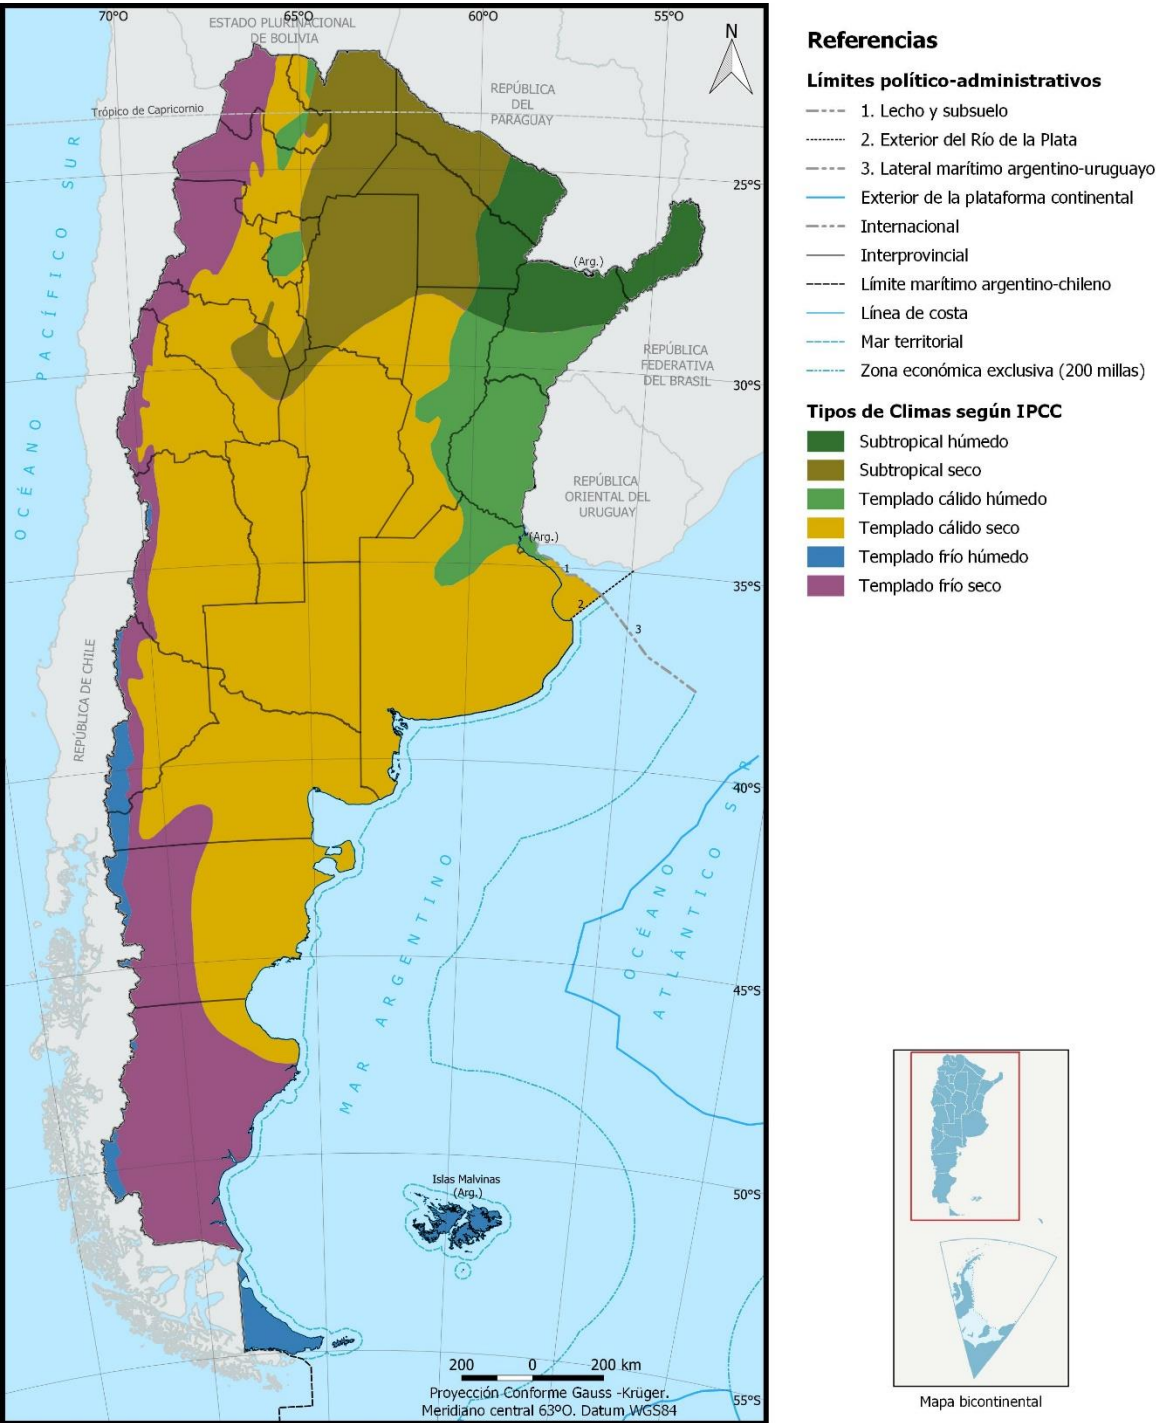 70°O
65°O
60°O
55°O
ESTADO PLURINACIONAL
DE BOLIVIA
N
REPÚBLICA
DEL
PARAGUAY
Trópico de Capricornio
25°S
(Arg.)
REPÚBLICA
FEDERATIVA
DEL BRASIL
30°S
REPÚBLICA
ORIENTAL DEL
URUGUAY
(Arg.)
1
2
3
35°S
OCÉANO PACÍFICO SUR
REPÚBLICA DE CHILE
40°S
MAR ARGENTINO
OCÉANO
ATLÁNTICO SUR
45°S
Islas Malvinas
(Arg.)
50°S
200 0 200 km
Proyección Conforme Gauss -Krüger.
Meridiano central 63ºO. Datum WGS84
55°S
Referencias
Límites político-administrativos
1. Lecho y subsuelo
2. Exterior del Río de la Plata
3. Lateral marítimo argentino-uruguayo
Exterior de la plataforma continental
Internacional
Interprovincial
Límite marítimo argentino-chileno
Línea de costa
Mar territorial
Zona económica exclusiva (200 millas)
Tipos de Climas según IPCC
Subtropical húmedo
Subtropical seco
Templado cálido húmedo
Templado cálido seco
Templado frío húmedo
Templado frío seco
Mapa bicontinental